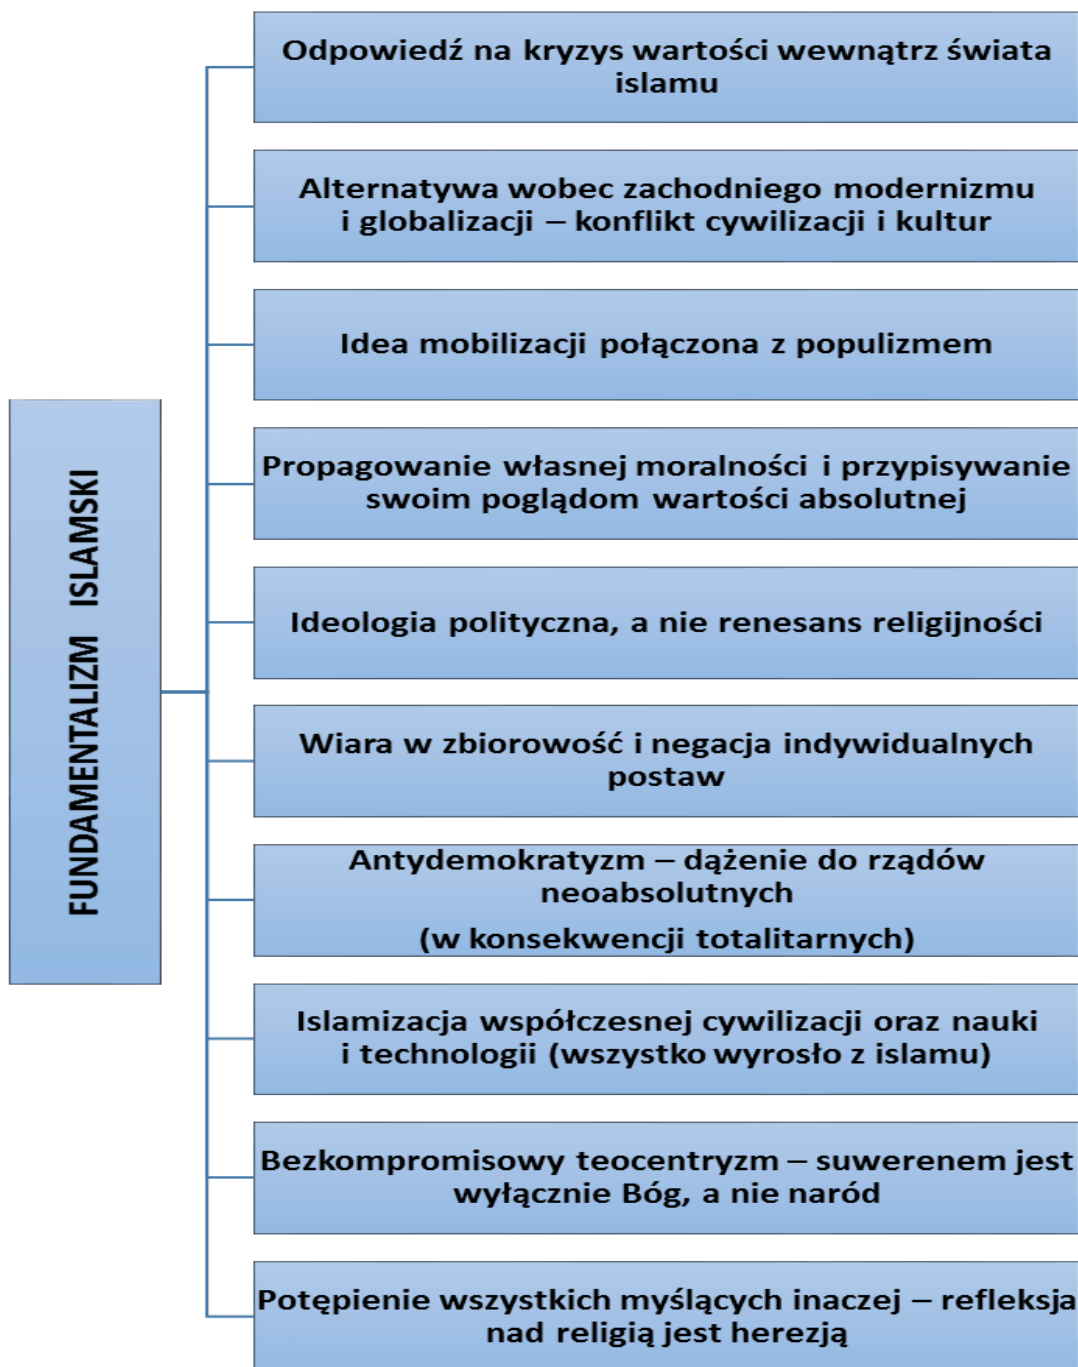 FUNDAMENTALIZM ISLAMSKI
Odpowiedź na kryzys wartości wewnątrz świata
islamu
Alternatywa wobec zachodniego modernizmu
i globalizacji – konflikt cywilizacji i kultur
Idea mobilizacji połączona z populizmem
Propagowanie własnej moralności i przypisywanie
swoim poglądom wartości absolutnej
Ideologia polityczna, a nie renesans religijności
Wiara w zbiorowość i negacja indywidualnych
postaw
Antydemokratyzm – dążenie do rządów
neoabsolutnych
(w konsekwencji totalitarnych)
Islamizacja współczesnej cywilizacji oraz nauki
i technologii (wszystko wyrosło z islamu)
Bezkompromisowy teocentryzm – suwerenem jest
wyłącznie Bóg, a nie naród
Potępienie wszystkich myślących inaczej – refleksja
nad religią jest herezją